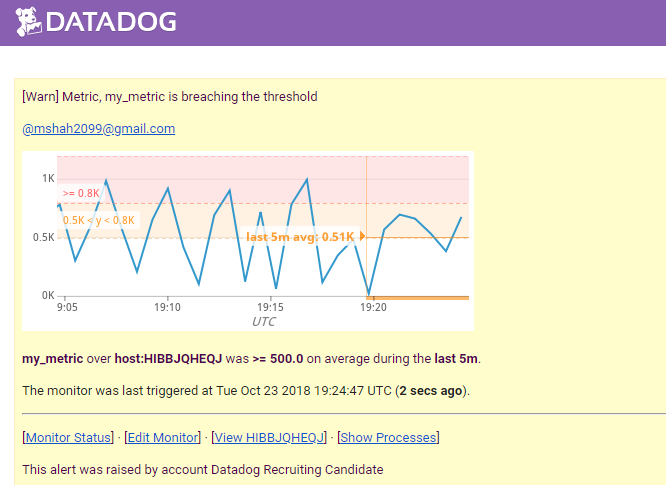 DATADOG
[Warn] Metric, my_metric is breaching the threshold
@mshah2099@gmail.com
1K
>= 0.8K
0.5K < y < 0.8K
0.5K
last 5m avg: 0.51K
0K
9:05 19:10 19:15 19:20
UTC
my_metric over host:HIBBJQHEQJ was >= 500.0 on average during the last 5m.
The monitor was last triggered at Tue Oct 23 2018 19:24:47 UTC (2 secs ago).
[Monitor Status] · [Edit Monitor] · [View HIBBJQHEQJ] · [Show Processes]
This alert was raised by account Datadog Recruiting Candidate